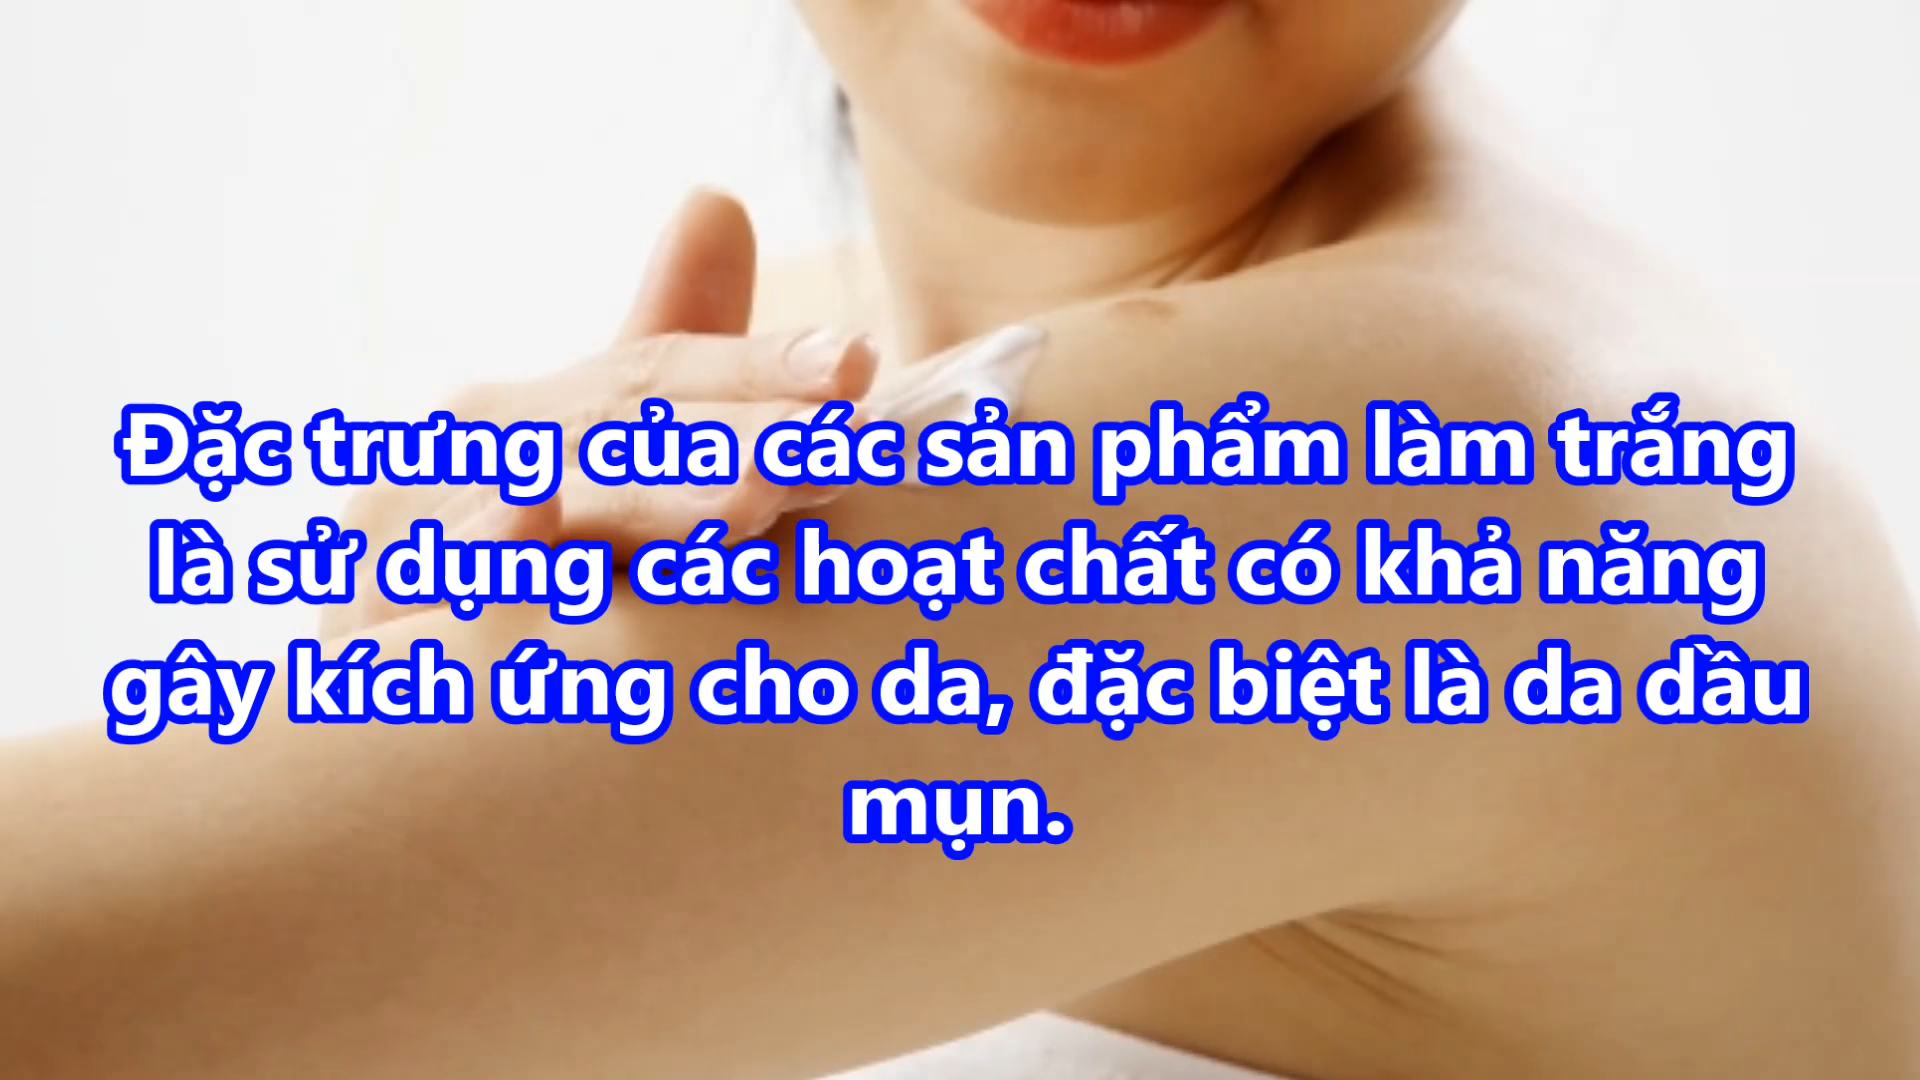 Đặc trưng của các sản phẩm làm trắng
là sử dụng các hoạt chất có khả năng
gây kích ứng cho da, đặc biệt là da dầu
mụn.